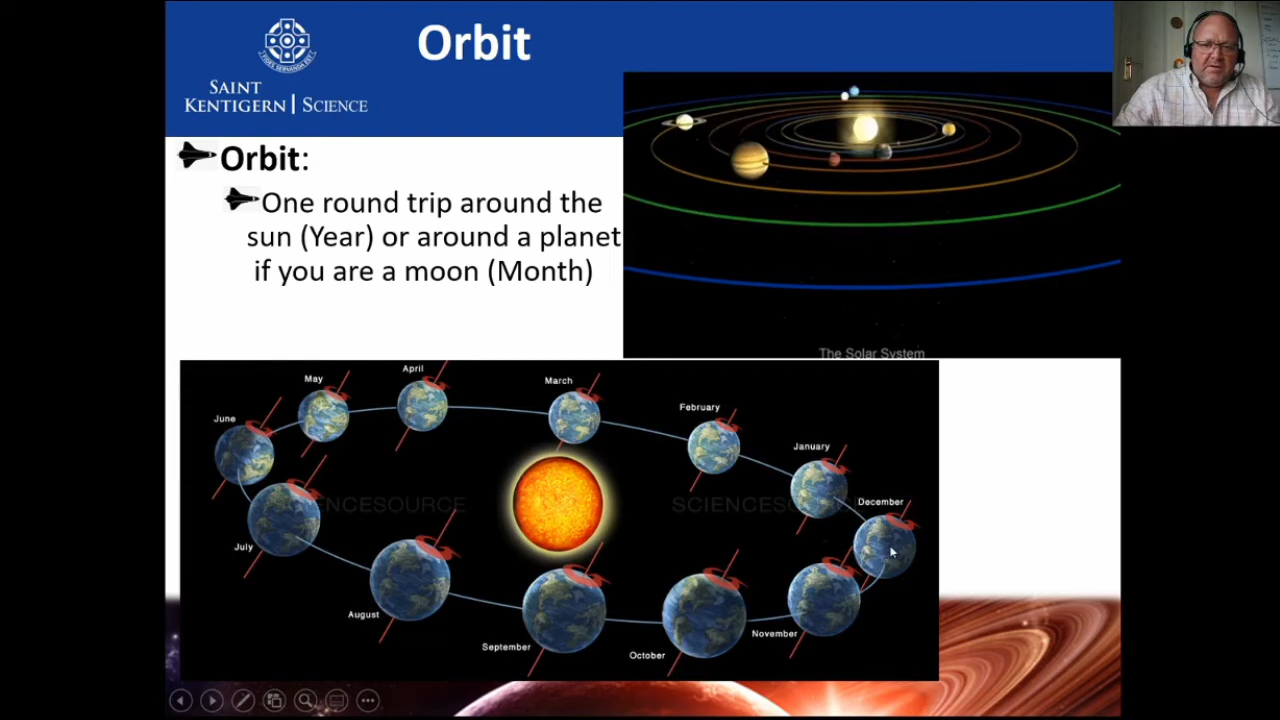 Orbit
SAINT
KENTIGERN | SCIENCE
Orbit:
One round trip around the
sun (Year) or around a planet
if you are a moon (Month)
The Solar System
April
May
March
June
February
January
December
SCIENCESOURCE
July
August
September
October
November